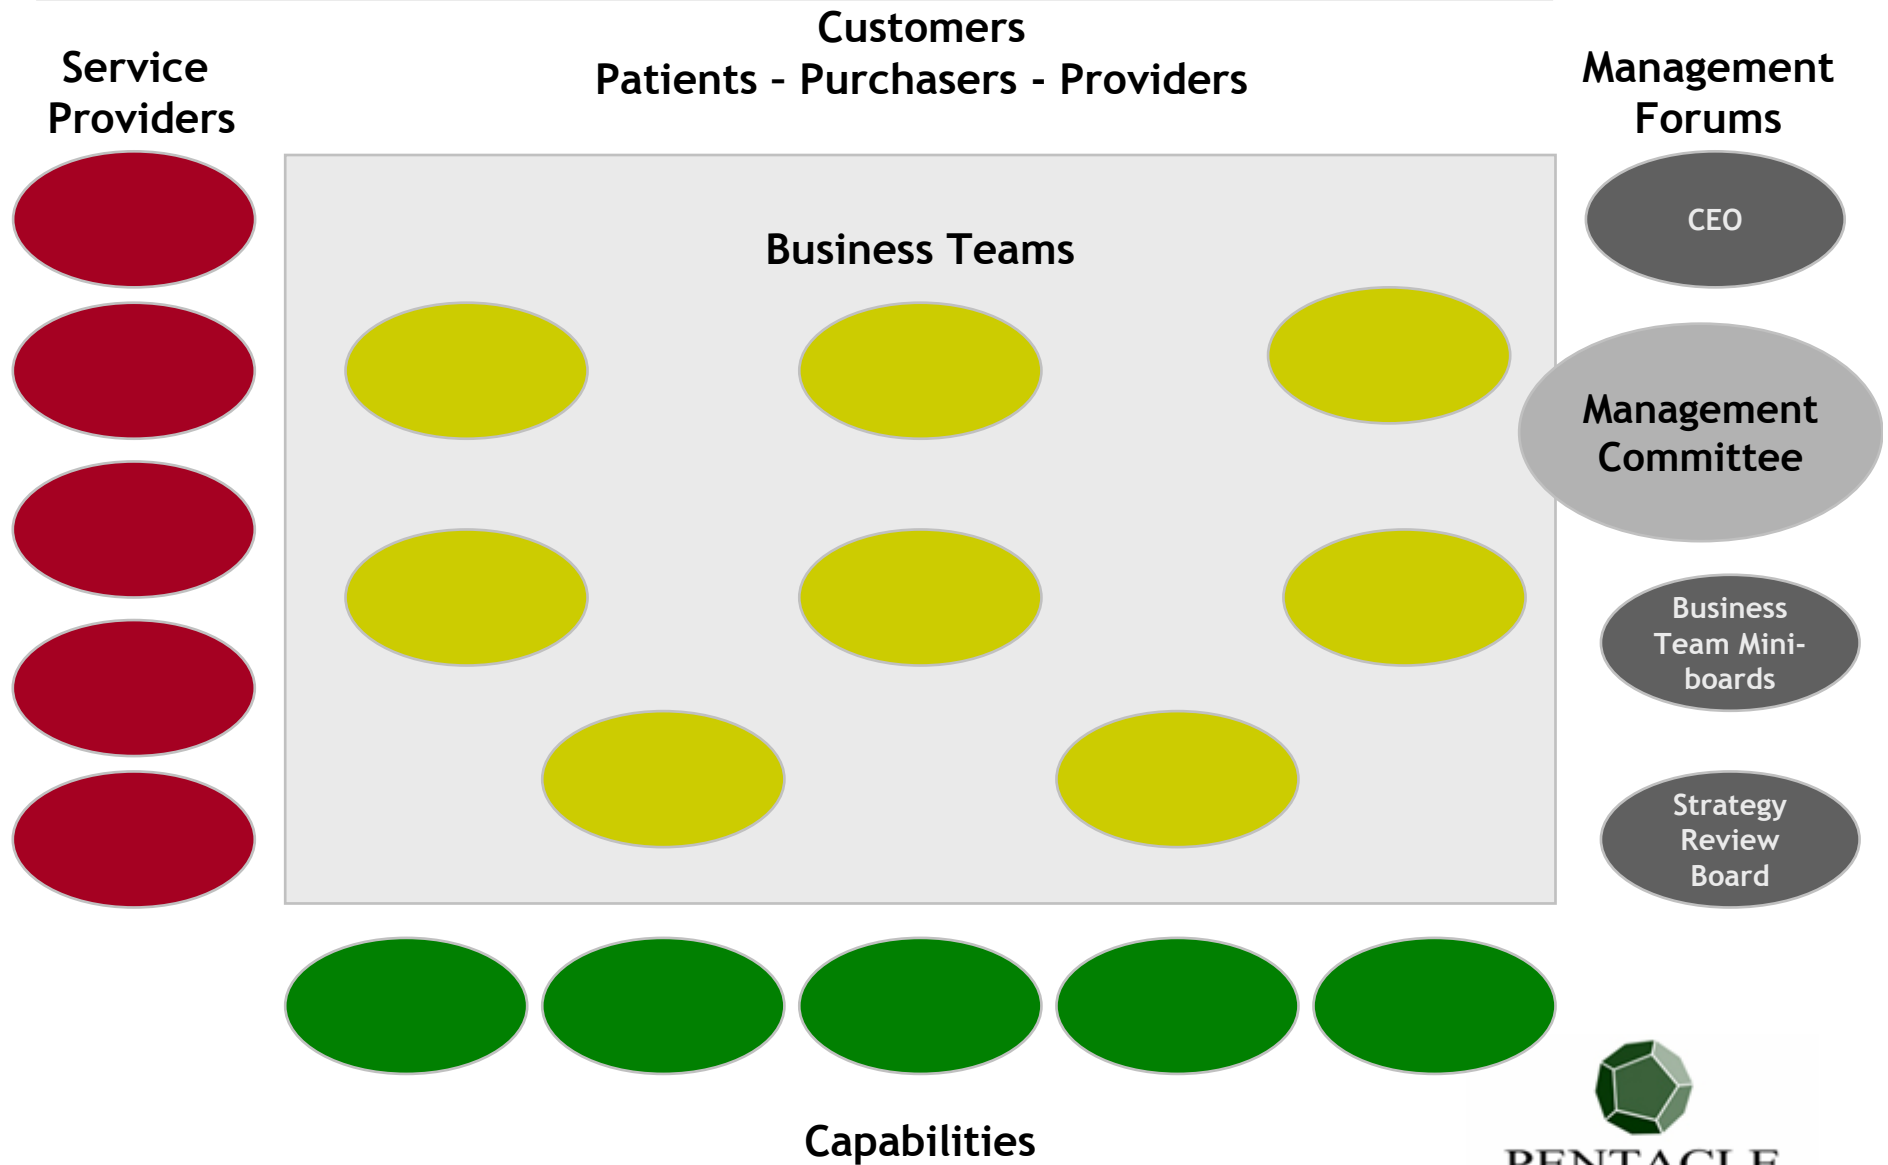 Customers
Patients – Purchasers - Providers
Service
Providers
Management
Forums
Business Teams
CEO
Management
Committee
Business
Team Mini-
boards
Strategy
Review
Board
Capabilities
PENTACLE